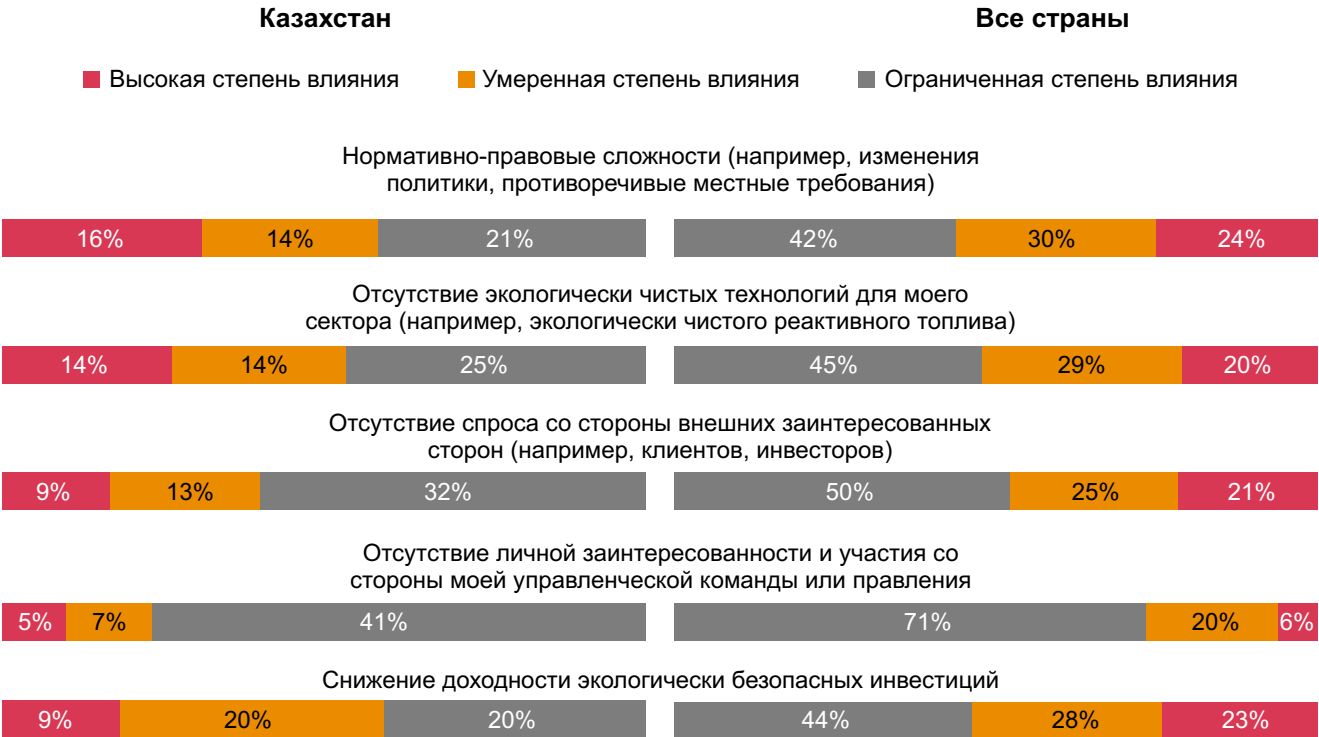 Казахстан
Все страны
Высокая степень влияния
Умеренная степень влияния
Ограниченная степень влияния
Нормативно-правовые сложности (например, изменения
политики, противоречивые местные требования)
16% 14% 21% 42% 30% 24%
Отсутствие экологически чистых технологий для моего
сектора (например, экологически чистого реактивного топлива)
14% 14% 25% 45% 29% 20%
Отсутствие спроса со стороны внешних заинтересованных
сторон (например, клиентов, инвесторов)
9% 13% 32% 50% 25% 21%
Отсутствие личной заинтересованности и участия со
стороны моей управленческой команды или правления
5% 7% 41% 71% 20% 6%
Снижение доходности экологически безопасных инвестиций
9% 20% 20% 44% 28% 23%